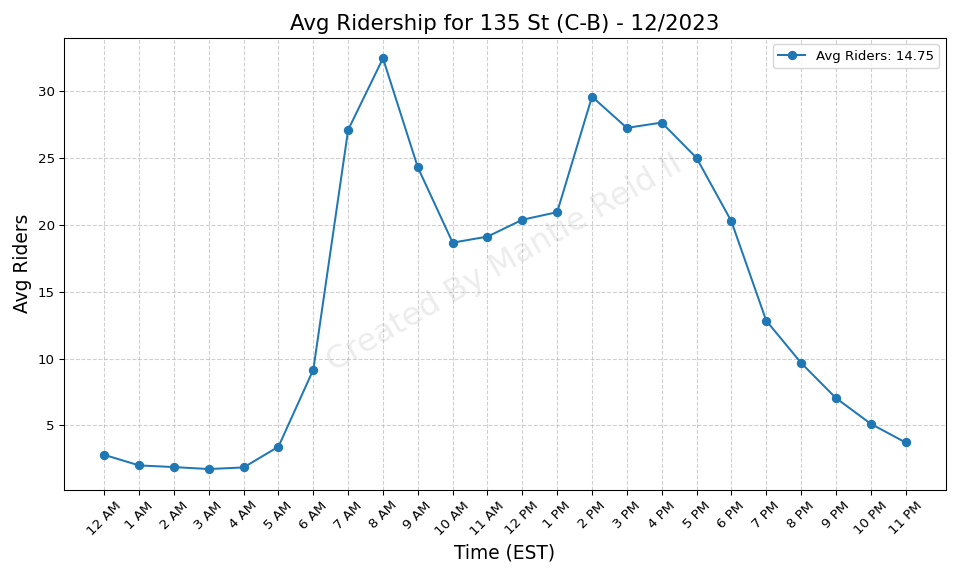 Avg Ridership for 135 St (C-B) - 12/2023
Avg Riders: 14.75
Avg Riders
30
25
20
15
10
5
Created By Mantle Reid II
12 AM
1 AM
2 AM
3 AM
4 AM
5 AM
6 AM
7 AM
8 AM
9 AM
10 AM
11 AM
12 PM
1 PM
2 PM
3 PM
4 PM
5 PM
6 PM
7 PM
8 PM
9 PM
10 PM
11 PM
Time (EST)